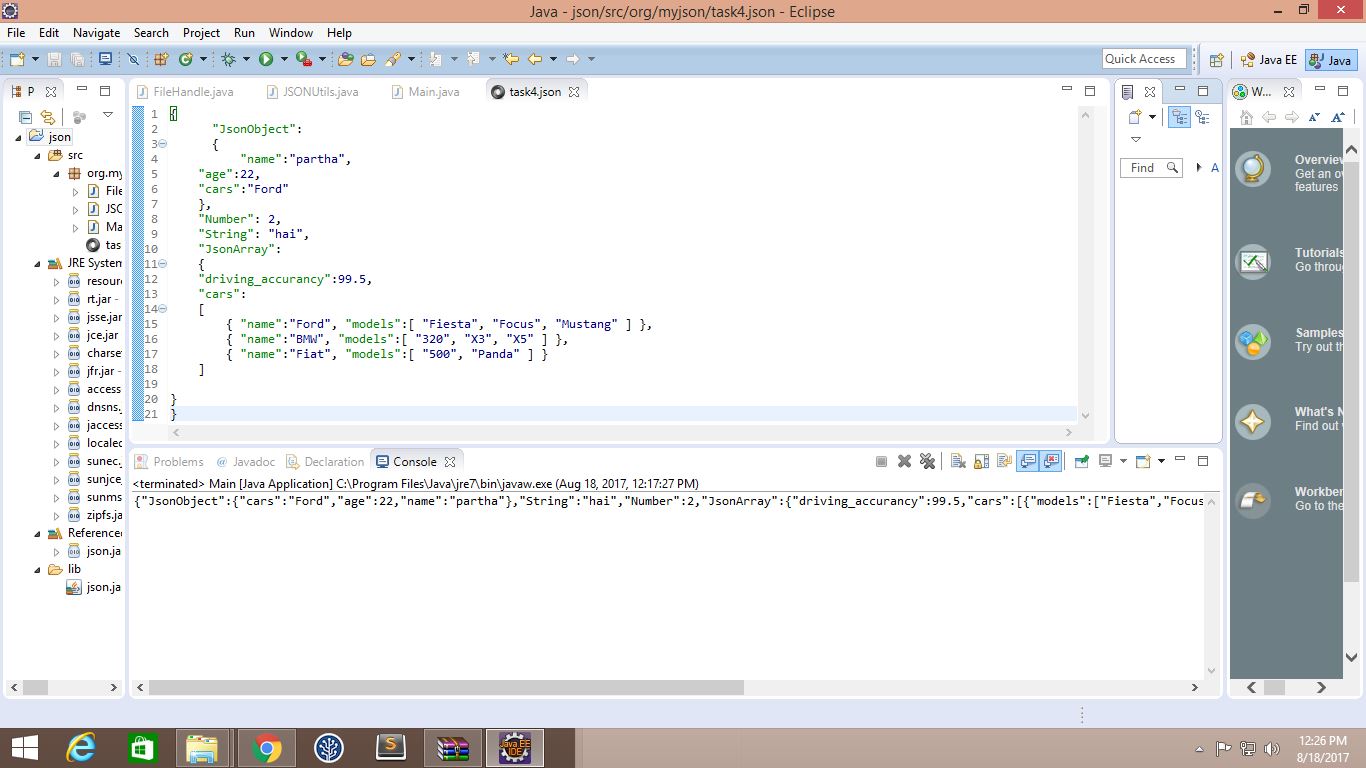 Java - json/src/org/myjson/task4.json - Eclipse
File Edit Navigate Search Project Run Window Help
Quick Access
Java EE
Java
P
json
src
org.my
File
JSC
Ma
tas
JRE System
resourc
rt.jar -
jsse.jar
jce.jar
charse
jfr.jar -
access
dnsns.
jaccess
localec
sunec.
sunjce
sunms
zipfs.ja
Reference
json.ja
lib
json.ja
FileHandle.java JSONUtils.java Main.java task4.json
1 {
2 "JsonObject":
3 {
4 "name":"partha",
5 "age":22,
6 "cars":"Ford"
7 },
8 "Number": 2,
9 "String": "hai",
10 "JsonArray":
11 {
12 "driving_accurancy":99.5,
13 "cars":
14 [
15 { "name":"Ford", "models":[ "Fiesta", "Focus", "Mustang" ] },
16 { "name":"BMW", "models":[ "320", "X3", "X5" ] },
17 { "name":"Fiat", "models":[ "500", "Panda" ] }
18 ]
19
20 }
21 }
Find
A
W...
Overview
Get an ov
features
Tutorials
Go throu
Samples
Try out th
What's N
Find out
Workben
Go to the
Problems @ Javadoc Declaration Console
<terminated> Main [Java Application] C:\Program Files\Java\jre7\bin\javaw.exe (Aug 18, 2017, 12:17:27 PM)
{"JsonObject":{"cars":"Ford","age":22,"name":"partha"},"String":"hai","Number":2,"JsonArray":{"driving_accurancy":99.5,"cars":[{"models":["Fiesta","Focus
Java EE
IDE
12:26 PM
8/18/2017